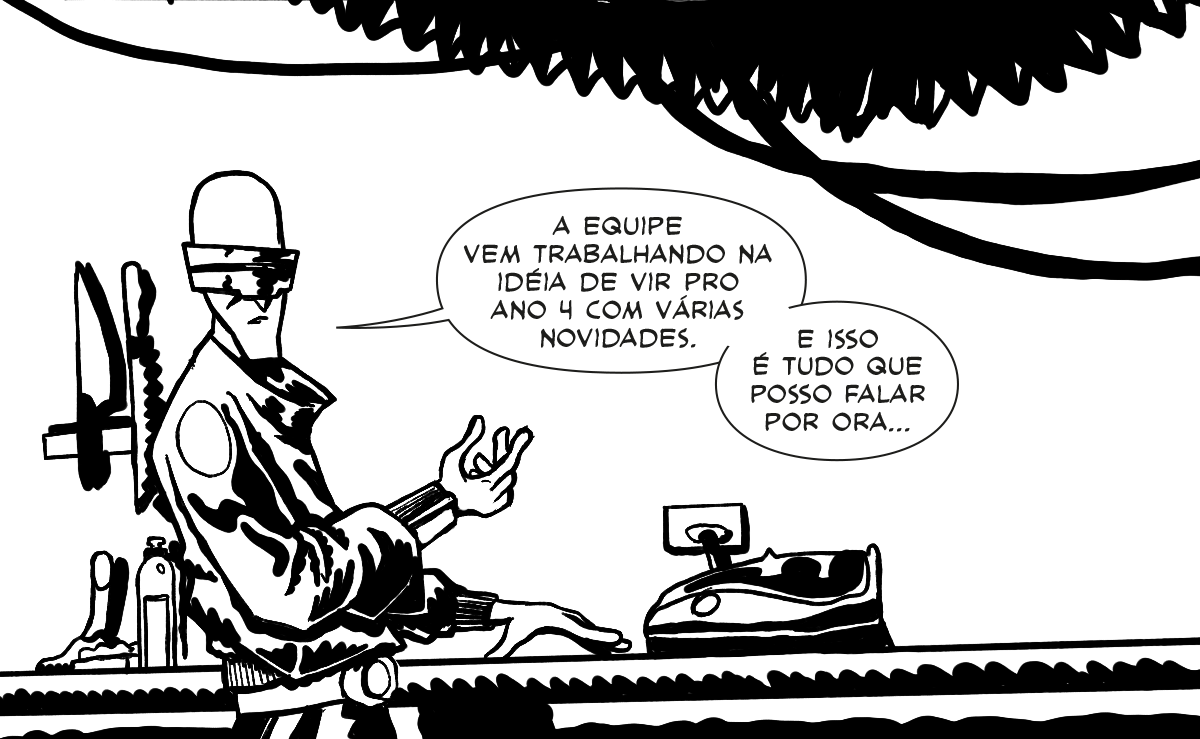 A EQUIPE
VEM TRABALHANDO NA
IDÉIA DE VIR PRO
ANO 4 COM VÁRIAS
NOVIDADES.
E ISSO
É TUDO QUE
POSSO FALAR
POR ORA...